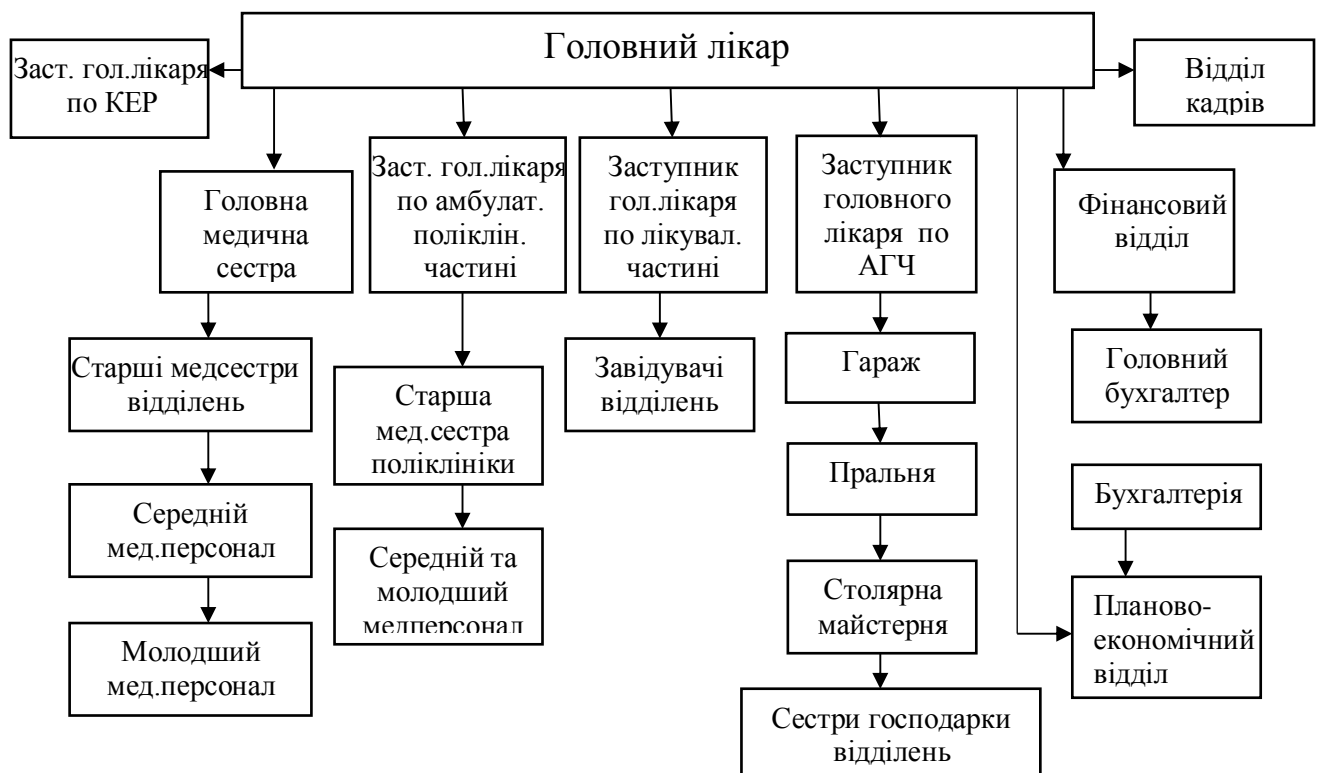 Головний лікар
Заст. гол.лікаря
по КЕР
Відділ
кадрів
Головна
медична
сестра
Заст. гол.лікаря
по амбулат.
поліклін.
частині
Заступник
гол.лікаря
по лікувал.
частині
Заступник
головного
лікаря по
АГЧ
Фінансовий
відділ
Старші медсестри
відділень
Старша
мед.сестра
поліклініки
Завідувачі
відділень
Гараж
Головний
бухгалтер
Середній
мед.персонал
Середній та
молодший
медперсонал
Пральня
Бухгалтерія
Молодший
мед.персонал
Столярна
майстерня
Планово-
економічний
відділ
Сестри господарки
відділень